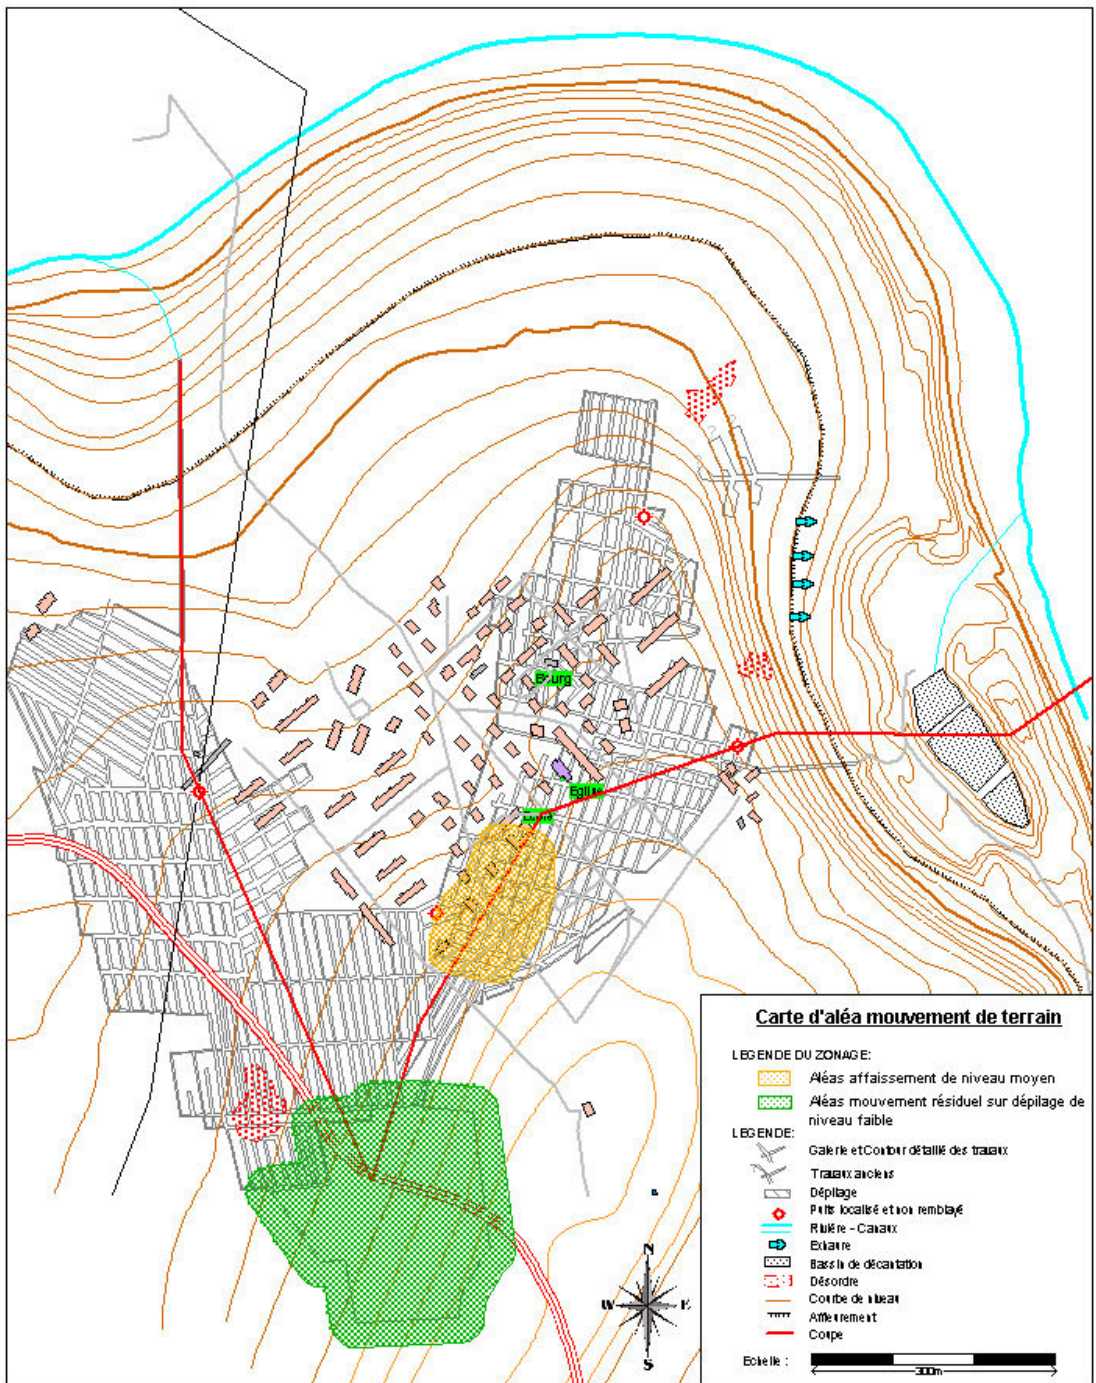 Bourg
Eglise
N
W E
S
Carte d'aléa mouvement de terrain
LEGENDE DU ZONAGE:
Aléas affaissement de niveau moyen
Aléas mouvement résiduel sur dépilage de
niveau faible
LEGENDE:
Galerie et Contour détaillé des travaux
Travaux anciens
Dépilage
Puits localisé et non remblayé
Rivière - Canaux
Exhaure
Bassin de décantation
Désordre
Courbe de niveau
Affleurement
Coupe
Echelle :
300m